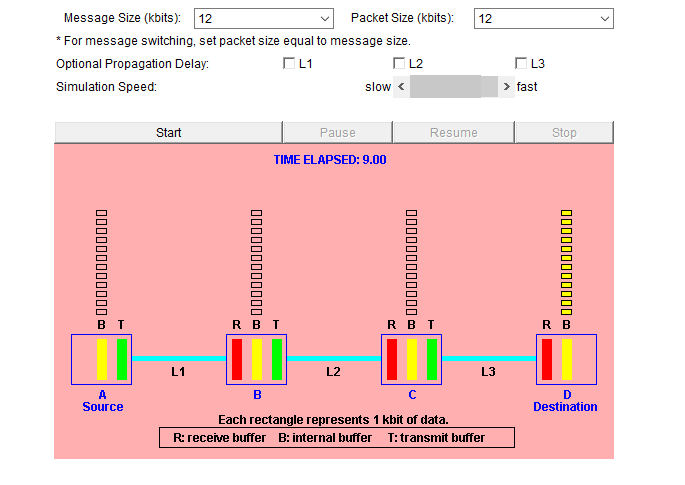 Message Size (kbits): 12 Packet Size (kbits): 12
* For message switching, set packet size equal to message size.
Optional Propagation Delay: L1 L2 L3
Simulation Speed: slow fast
Start Pause Resume Stop
TIME ELAPSED: 9.00
B T R B T R B T R B
L1 L2 L3
A B C D
Source Destination
Each rectangle represents 1 kbit of data.
R: receive buffer B: internal buffer T: transmit buffer